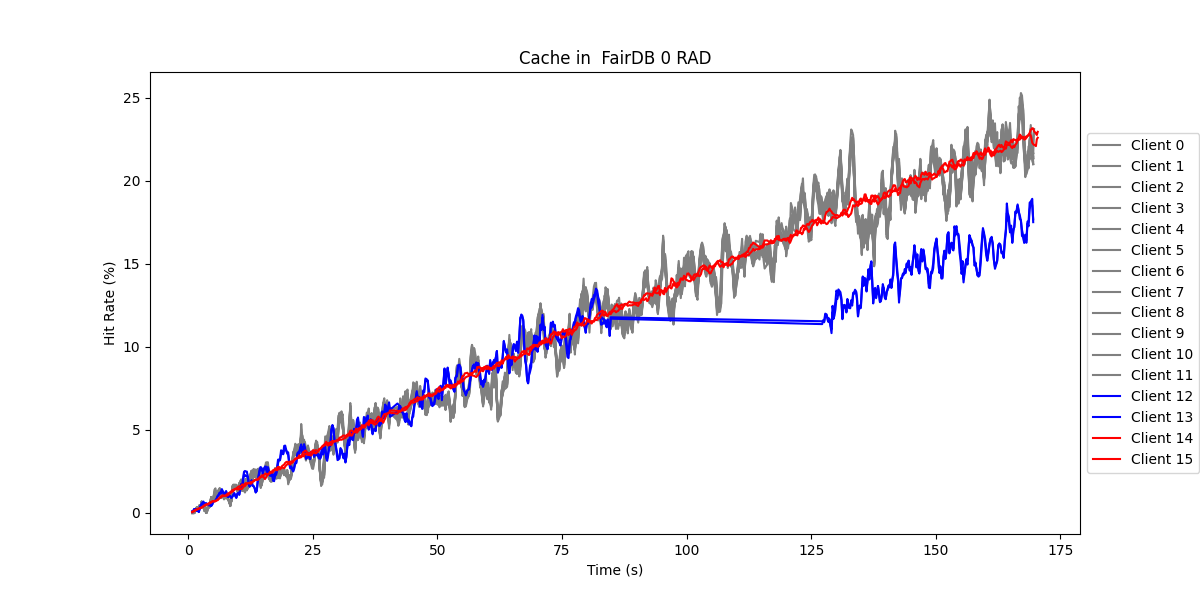 Cache in  FairDB 0 RAD
Hit Rate (%)
25
20
15
10
5
0
0
25
50
75
100
125
150
175
Time (s)
Client 0
Client 1
Client 2
Client 3
Client 4
Client 5
Client 6
Client 7
Client 8
Client 9
Client 10
Client 11
Client 12
Client 13
Client 14
Client 15